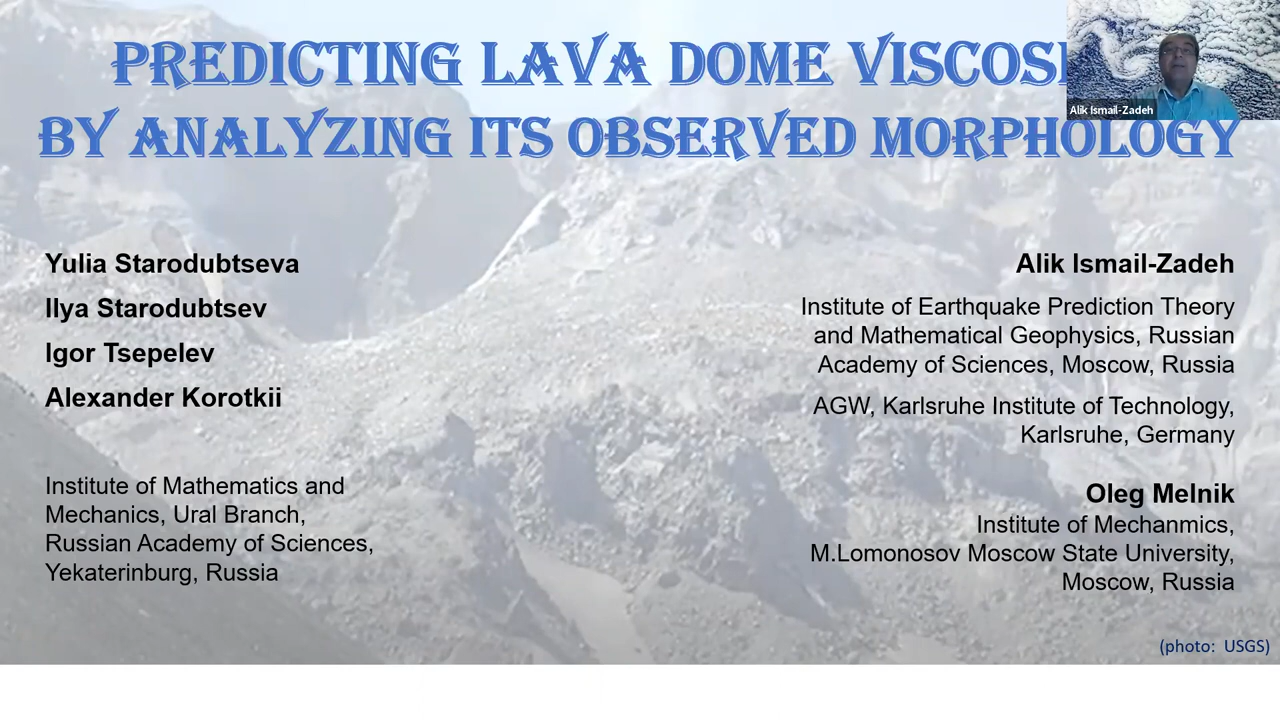 PREDICTING LAVA DOME
BY ANALYZING ITS OBSERVED MORPHOLOGY
Alik Ismail-Zadeh
Yulia Starodubtseva
Ilya Starodubtsev
Igor Tsepelev
Alexander Korotkii
Institute of Mathematics and
Mechanics, Ural Branch,
Russian Academy of Sciences,
Yekaterinburg, Russia
Alik Ismail-Zadeh
Institute of Earthquake Prediction Theory
and Mathematical Geophysics, Russian
Academy of Sciences, Moscow, Russia
AGW, Karlsruhe Institute of Technology,
Karlsruhe, Germany
Oleg Melnik
Institute of Mechanmics,
M.Lomonosov Moscow State University,
Moscow, Russia
(photo: USGS)